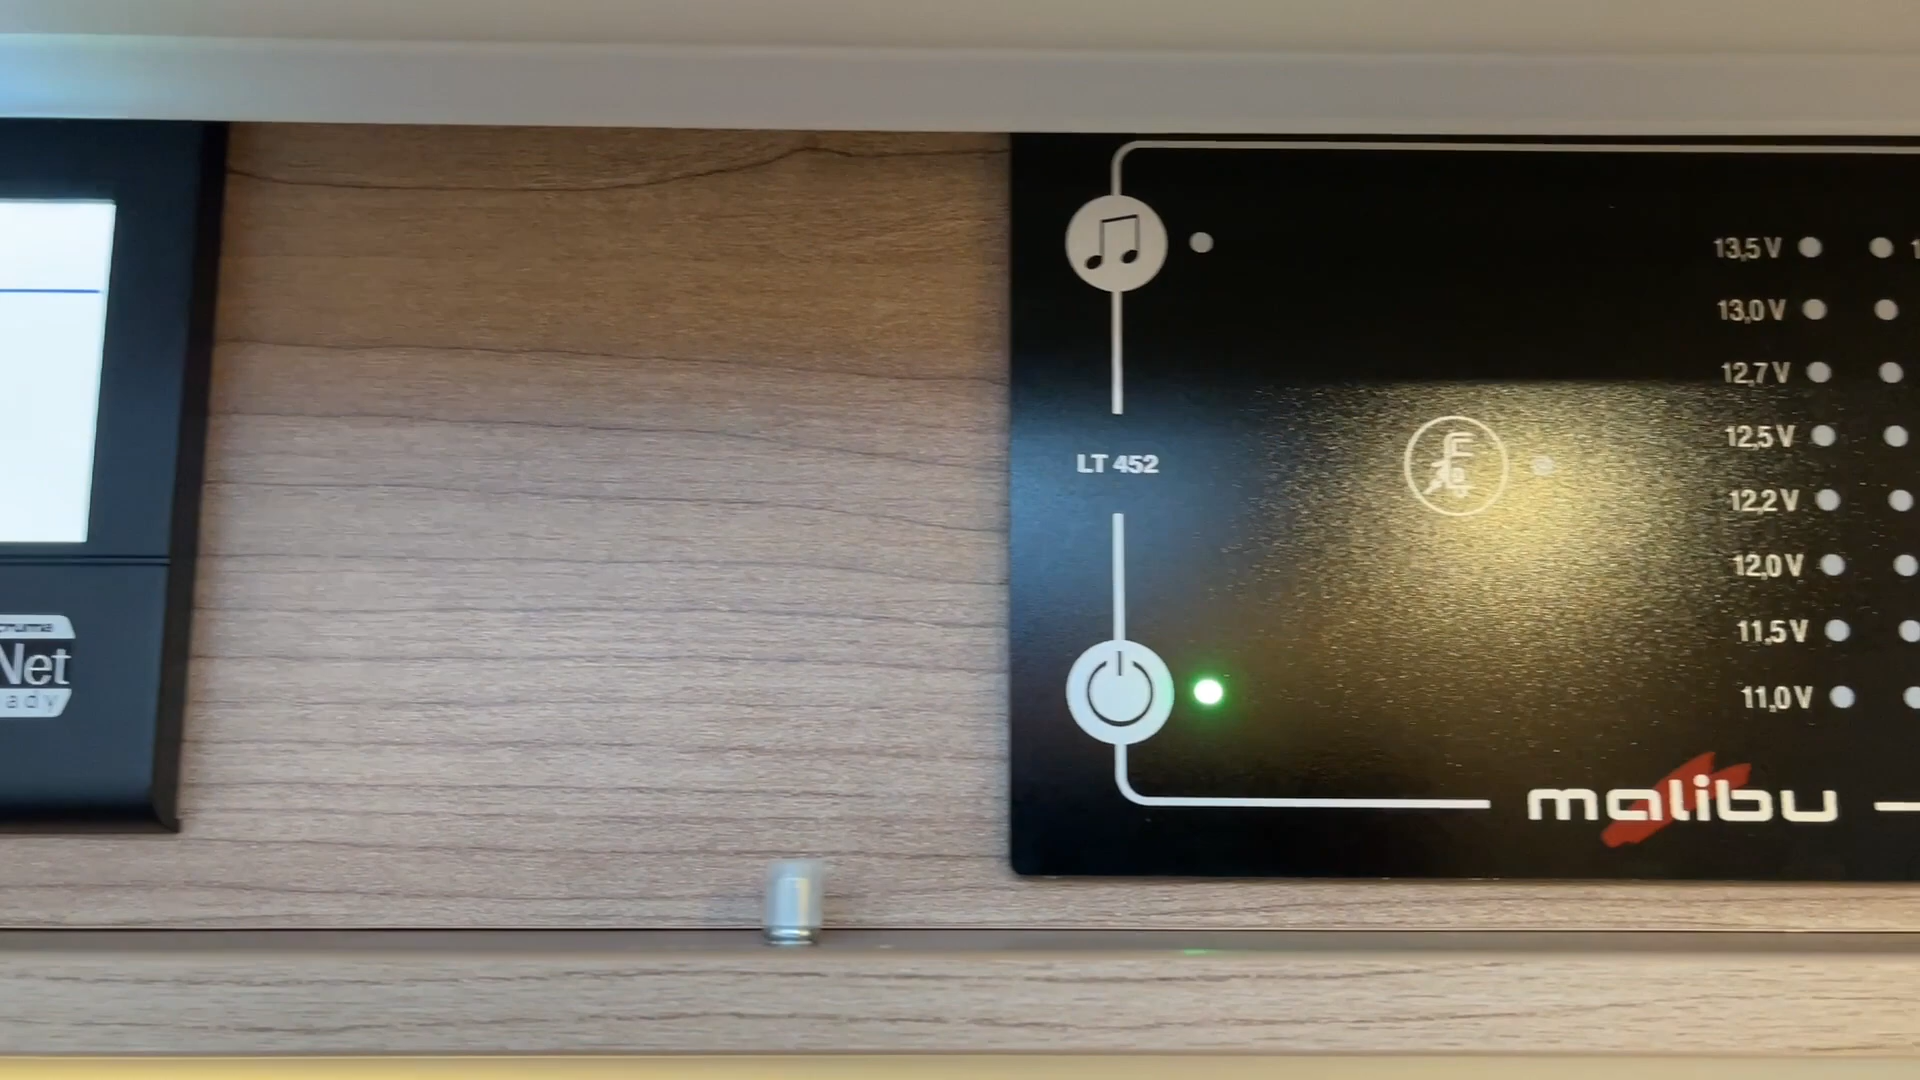 Net
ady
LT 452
13,5 V
13,0 V
12,7 V
12,5 V
12,2 V
12,0 V
11,5 V
11,0 V
malibu